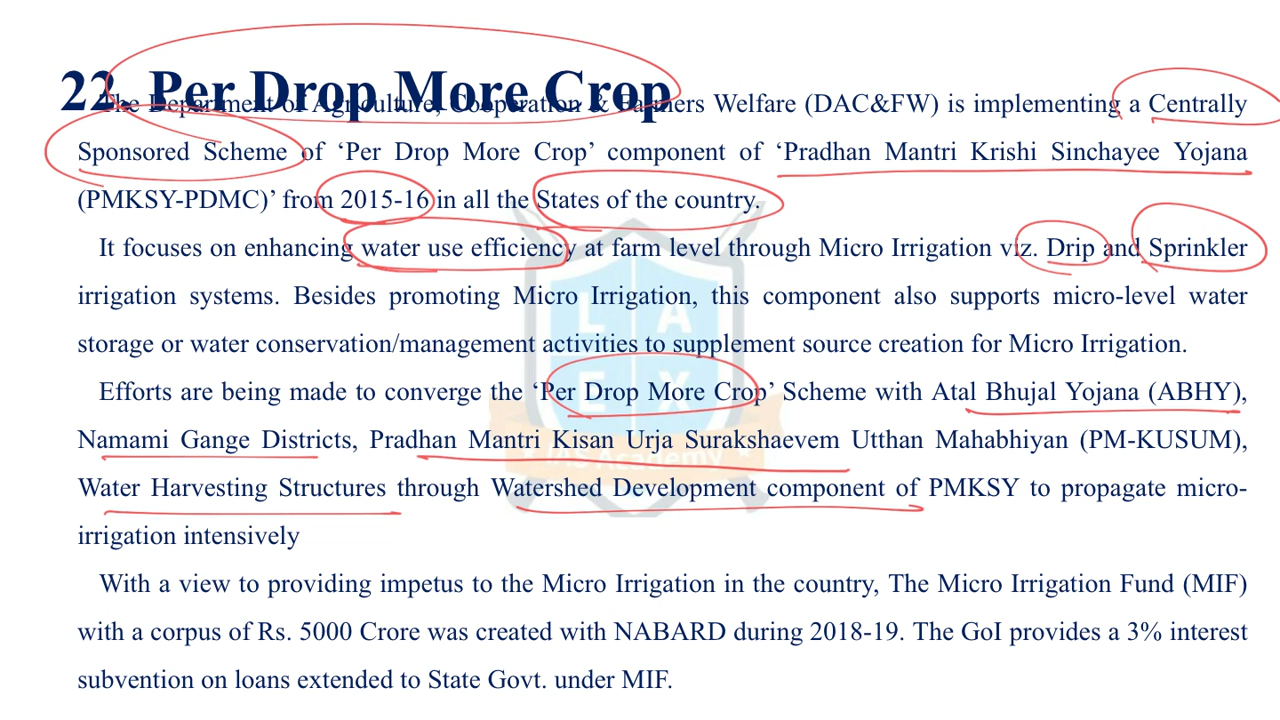 22. Per Drop More Crop
The Department of Agriculture, Cooperation & Farmers Welfare (DAC&FW) is implementing a Centrally
Sponsored Scheme of ‘Per Drop More Crop’ component of ‘Pradhan Mantri Krishi Sinchayee Yojana
(PMKSY-PDMC)’ from 2015-16 in all the States of the country.
It focuses on enhancing water use efficiency at farm level through Micro Irrigation viz. Drip and Sprinkler
irrigation systems. Besides promoting Micro Irrigation, this component also supports micro-level water
storage or water conservation/management activities to supplement source creation for Micro Irrigation.
Efforts are being made to converge the ‘Per Drop More Crop’ Scheme with Atal Bhujal Yojana (ABHY),
Namami Gange Districts, Pradhan Mantri Kisan Urja Surakshaevem Utthan Mahabhiyan (PM-KUSUM),
Water Harvesting Structures through Watershed Development component of PMKSY to propagate micro-
irrigation intensively
With a view to providing impetus to the Micro Irrigation in the country, The Micro Irrigation Fund (MIF)
with a corpus of Rs. 5000 Crore was created with NABARD during 2018-19. The GoI provides a 3% interest
subvention on loans extended to State Govt. under MIF.
L A
E X
IAS Academy